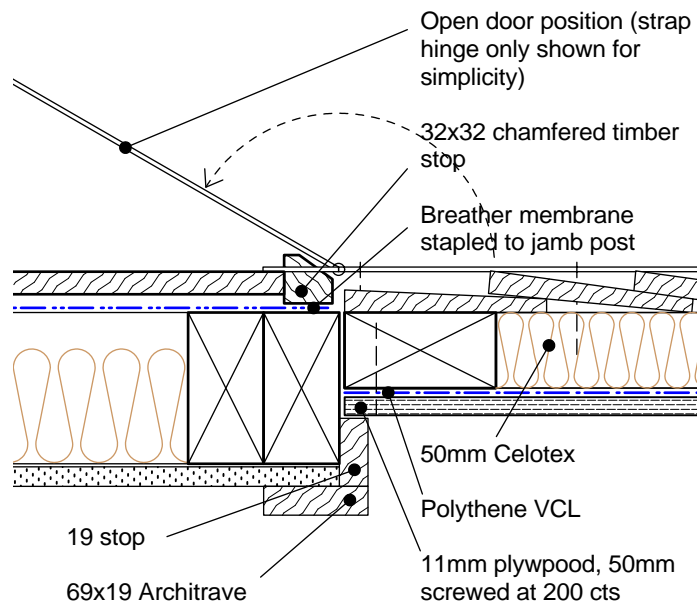 Open door position (strap
hinge only shown for
simplicity)
32x32 chamfered timber
stop
Breather membrane
stapled to jamb post
50mm Celotex
Polythene VCL
11mm plywpood, 50mm
screwed at 200 cts
19 stop
69x19 Architrave